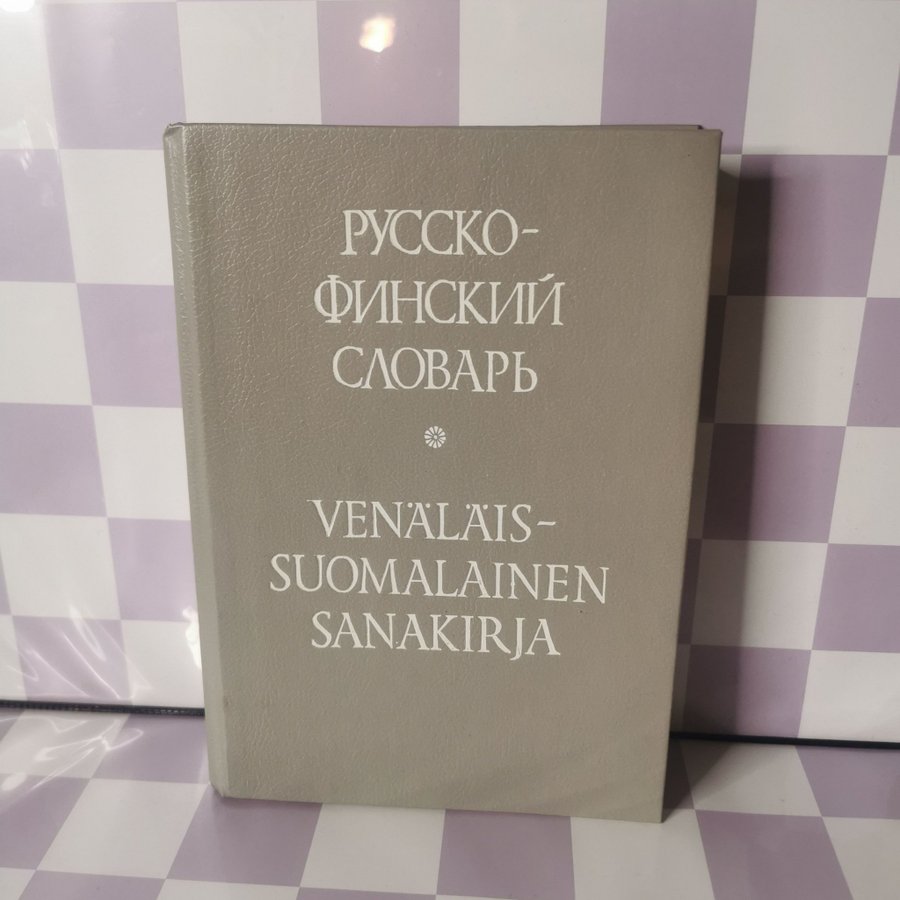 РУССКО-
ФИНСКИЙ
СЛОВАРЬ
VENÄLÄIS-
SUOMALAINEN
SANAKIRJA